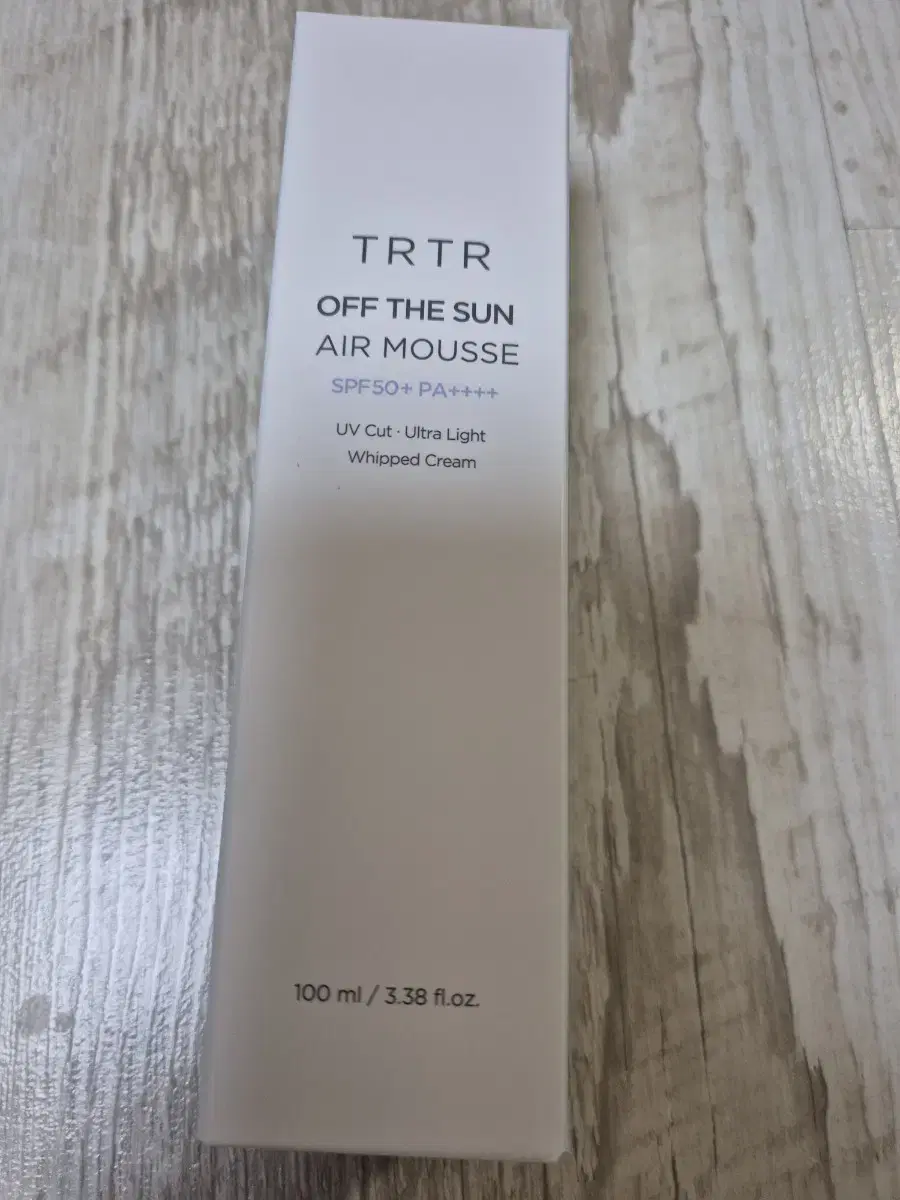 TRTR
OFF THE SUN
AIR MOUSSE
SPF50+ PA++++
UV Cut · Ultra Light
Whipped Cream
100 ml / 3.38 fl.oz.